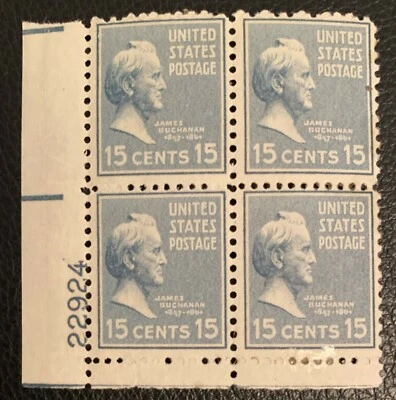 UNITED
STATES
POSTAGE
JAMES
BUCHANAN
1857 · 1861
15 CENTS 15
UNITED
STATES
POSTAGE
JAMES
BUCHANAN
1857 · 1861
15 CENTS 15
UNITED
STATES
POSTAGE
JAMES
BUCHANAN
1857 · 1861
15 CENTS 15
UNITED
STATES
POSTAGE
JAMES
BUCHANAN
1857 · 1861
15 CENTS 15
22924